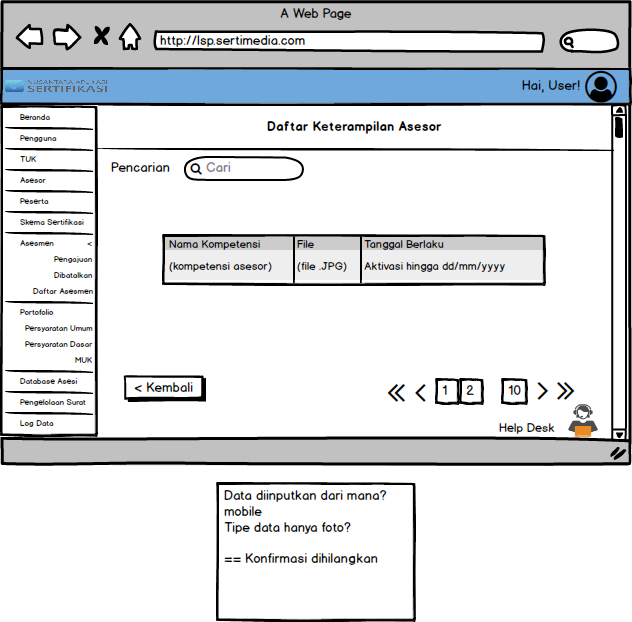 A Web Page
http://lsp.sertimedia.com
NUSANTARA APLIKASI
SERTIFIKASI
Hai, User!
Beranda
Pengguna
TUK
Asesor
Peserta
Skema Sertifikasi
Asesmen <
Pengajuan
Dibatalkan
Daftar Asesmen
Portofolio
Persyaratan Umum
Persyaratan Dasar
MUK
Database Asesi
Pengelolaan Surat
Log Data
Daftar Keterampilan Asesor
Pencarian Cari
Nama Kompetensi File Tanggal Berlaku
(kompetensi asesor) (file .JPG) Aktivasi hingga dd/mm/yyyy
< Kembali
1 2 10
Help Desk
Data diinputkan dari mana?
mobile
Tipe data hanya foto?
== Konfirmasi dihilangkan